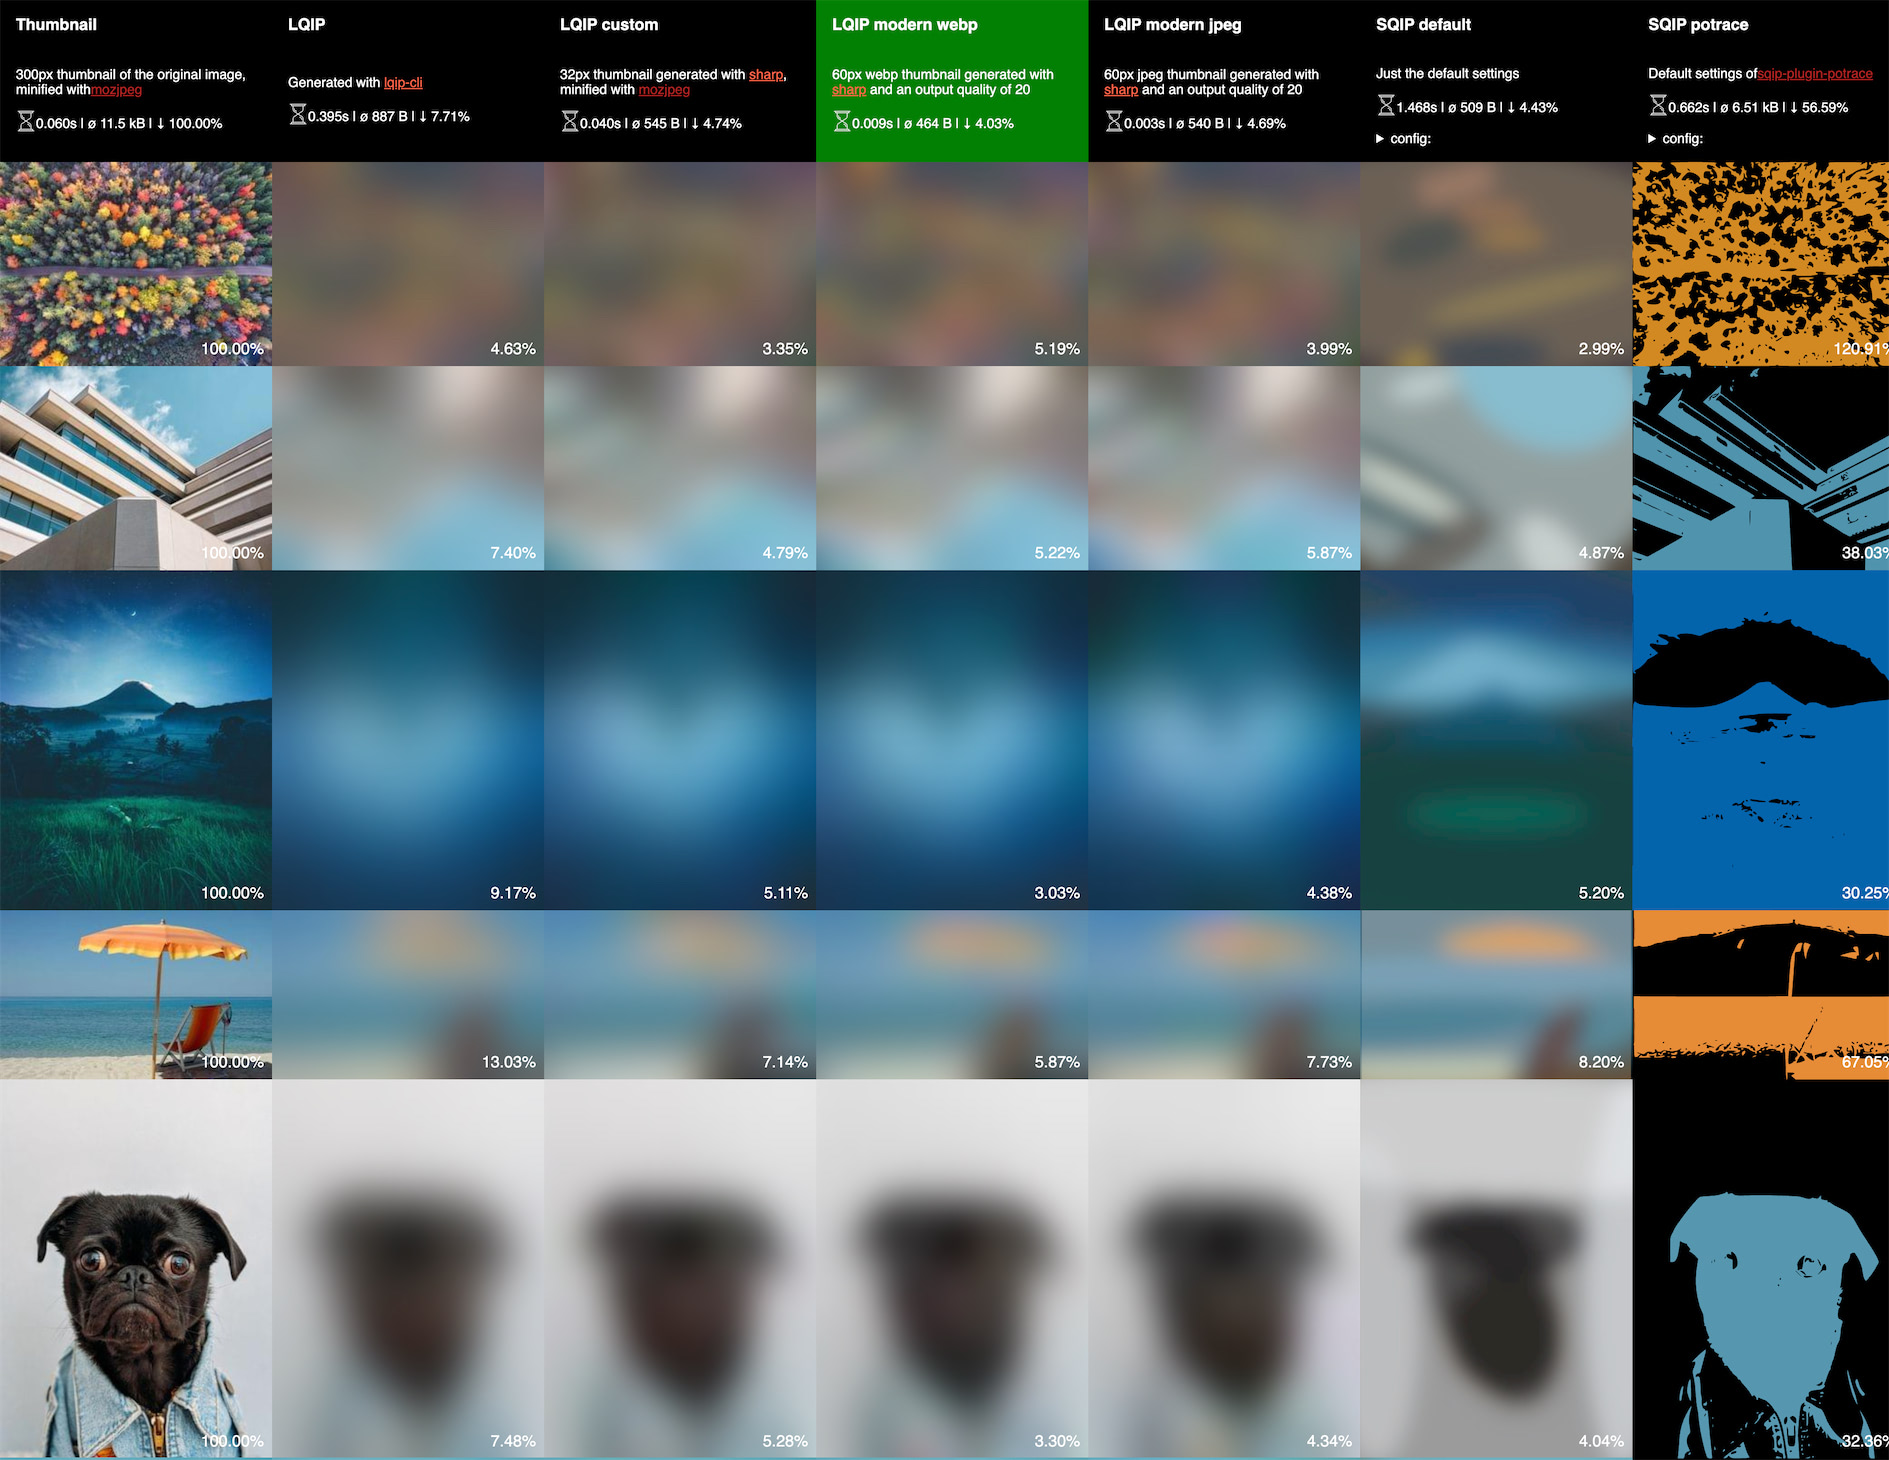 Thumbnail
300px thumbnail of the original image,
minified withmozjpeg
0.060s | ø 11.5 kB | ↓ 100.00%
LQIP
Generated with lqip-cli
0.395s | ø 887 B | ↓ 7.71%
LQIP custom
32px thumbnail generated with sharp,
minified with mozjpeg
0.040s | ø 545 B | ↓ 4.74%
LQIP modern webp
60px webp thumbnail generated with
sharp and an output quality of 20
0.009s | ø 464 B | ↓ 4.03%
LQIP modern jpeg
60px jpeg thumbnail generated with
sharp and an output quality of 20
0.003s | ø 540 B | ↓ 4.69%
SQIP default
Just the default settings
1.468s | ø 509 B | ↓ 4.43%
▶ config:
SQIP potrace
Default settings ofsqip-plugin-potrace
0.662s | ø 6.51 kB | ↓ 56.59%
▶ config:
100.00%
4.63%
3.35%
5.19%
3.99%
2.99%
120.91%
100.00%
7.40%
4.79%
5.22%
5.87%
4.87%
38.03%
100.00%
9.17%
5.11%
3.03%
4.38%
5.20%
30.25%
100.00%
13.03%
7.14%
5.87%
7.73%
8.20%
67.05%
100.00%
7.48%
5.28%
3.30%
4.34%
4.04%
32.36%